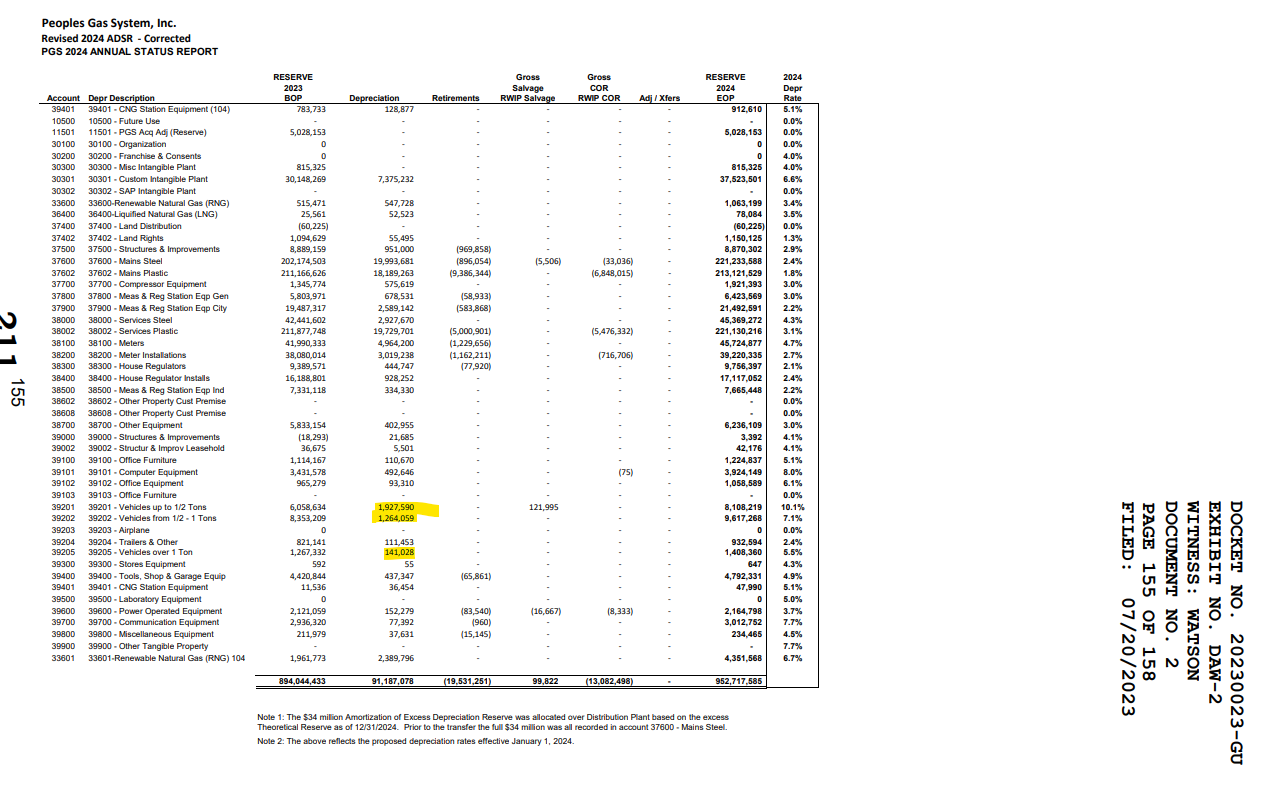 Peoples Gas System, Inc.
Revised 2024 ADSR - Corrected
PGS 2024 ANNUAL STATUS REPORT
RESERVE Gross Gross RESERVE 2024
2023 Salvage COR 2024 Depr
Account Depr Description BOP Depreciation Retirements RWIP Salvage RWIP COR Adj / Xfers EOP Rate
39401 39401 - CNG Station Equipment (104) 783,733 128,877 - - - - 912,610 5.1%
10500 10500 - Future Use - - - - - - - 0.0%
11501 11501 - PGS Acq Adj (Reserve) 5,028,153 - - - - 5,028,153 0.0%
30100 30100 - Organization 0 - - - - - 0 0.0%
30200 30200 - Franchise & Consents 0 - - - - - 0 4.0%
30300 30300 - Misc Intangible Plant 815,325 - - - - - 815,325 4.0%
30301 30301 - Custom Intangible Plant 30,148,269 7,375,232 - - - - 37,523,501 6.6%
30302 30302 - SAP Intangible Plant - - - - - - - 0.0%
33600 33600-Renewable Natural Gas (RNG) 515,471 547,728 - - - - 1,063,199 3.4%
36400 36400-Liquified Natural Gas (LNG) 25,561 52,523 - - - - 78,084 3.5%
37400 37400 - Land Distribution (60,225) - - - - - (60,225) 0.0%
37402 37402 - Land Rights 1,094,629 55,495 - - - - 1,150,125 1.3%
37500 37500 - Structures & Improvements 8,889,159 951,000 (969,858) - - - 8,870,302 2.9%
37600 37600 - Mains Steel 202,174,503 19,993,681 (896,054) (5,506) (33,036) - 221,233,588 2.4%
37602 37602 - Mains Plastic 211,166,626 18,189,263 (9,386,344) - (6,848,015) - 213,121,529 1.8%
37700 37700 - Compressor Equipment 1,345,774 575,619 - - - - 1,921,393 3.0%
37800 37800 - Meas & Reg Station Eqp Gen 5,803,971 678,531 (58,933) - - - 6,423,569 3.0%
37900 37900 - Meas & Reg Station Eqp City 19,487,317 2,589,142 (583,868) - - - 21,492,591 2.2%
38000 38000 - Services Steel 42,441,602 2,927,670 - - - - 45,369,272 4.3%
38002 38002 - Services Plastic 211,877,748 19,729,701 (5,000,901) - (5,476,332) - 221,130,216 3.1%
38100 38100 - Meters 41,990,333 4,964,200 (1,229,656) - - - 45,724,877 4.7%
38200 38200 - Meter Installations 38,080,014 3,019,238 (1,162,211) - (716,706) - 39,220,335 2.7%
38300 38300 - House Regulators 9,389,571 444,747 (77,920) - - - 9,756,397 2.1%
38400 38400 - House Regulator Installs 16,188,801 928,252 - - - - 17,117,052 2.4%
38500 38500 - Meas & Reg Station Eqp Ind 7,331,118 334,330 - - - - 7,665,448 2.2%
38602 38602 - Other Property Cust Premise - - - - - - - 0.0%
38608 38608 - Other Property Cust Premise - - - - - - - 0.0%
38700 38700 - Other Equipment 5,833,154 402,955 - - - - 6,236,109 3.0%
39000 39000 - Structures & Improvements (18,293) 21,685 - - - - 3,392 4.1%
39002 39002 - Structur & Improv Leasehold 36,675 5,501 - - - - 42,176 4.1%
39100 39100 - Office Furniture 1,114,167 110,670 - - - - 1,224,837 5.1%
39101 39101 - Computer Equipment 3,431,578 492,646 - - (75) - 3,924,149 8.0%
39102 39102 - Office Equipment 965,279 93,310 - - - - 1,058,589 6.1%
39103 39103 - Office Furniture - - - - - - - 0.0%
39201 39201 - Vehicles up to 1/2 Tons 6,058,634 1,927,590 - 121,995 - - 8,108,219 10.1%
39202 39202 - Vehicles from 1/2 - 1 Tons 8,353,209 1,264,059 - - - - 9,617,268 7.1%
39203 39203 - Airplane 0 - - - - - 0 0.0%
39204 39204 - Trailers & Other 821,141 111,453 - - - - 932,594 2.4%
39205 39205 - Vehicles over 1 Ton 1,267,332 141,028 - - - - 1,408,360 5.5%
39300 39300 - Stores Equipment 592 55 - - - - 647 4.3%
39400 39400 - Tools, Shop & Garage Equip 4,420,844 437,347 (65,861) - - - 4,792,331 4.9%
39401 39401 - CNG Station Equipment 11,536 36,454 - - - - 47,990 5.1%
39500 39500 - Laboratory Equipment 0 - - - - - 0 5.0%
39600 39600 - Power Operated Equipment 2,121,059 152,279 (83,540) (16,667) (8,333) - 2,164,798 3.7%
39700 39700 - Communication Equipment 2,936,320 77,392 (960) - - - 3,012,752 7.7%
39800 39800 - Miscellaneous Equipment 211,979 37,631 (15,145) - - - 234,465 4.5%
39900 39900 - Other Tangible Property - - - - - - - 7.7%
33601 33601-Renewable Natural Gas (RNG) 104 1,961,773 2,389,796 - - - - 4,351,568 6.7%
894,044,433 91,187,078 (19,531,251) 99,822 (13,082,498) - 952,717,585
Note 1: The $34 million Amortization of Excess Depreciation Reserve was allocated over Distribution Plant based on the excess
Theoretical Reserve as of 12/31/2024. Prior to the transfer the full $34 million was all recorded in account 37600 - Mains Steel.
Note 2: The above reflects the proposed depreciation rates effective January 1, 2024.
211
155
DOCKET NO. 20230023-GU
EXHIBIT NO. DAW-2
WITNESS: WATSON
DOCUMENT NO. 2
PAGE 155 OF 158
FILED: 07/20/2023